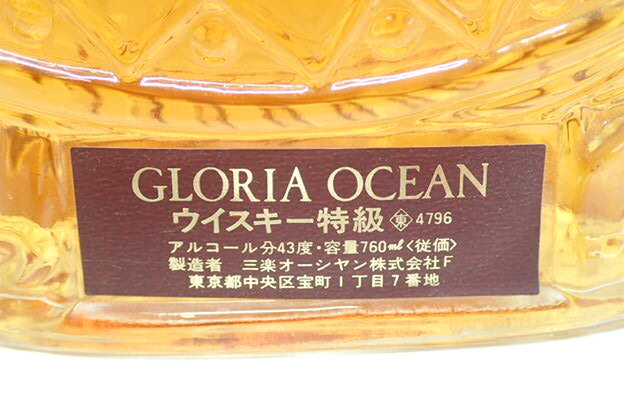 GLORIA OCEAN
ウイスキー特級 東 4796
アルコール分43度・容量760ml〈従価〉
製造者 三楽オーシヤン株式会社F
東京都中央区宝町1丁目7番地